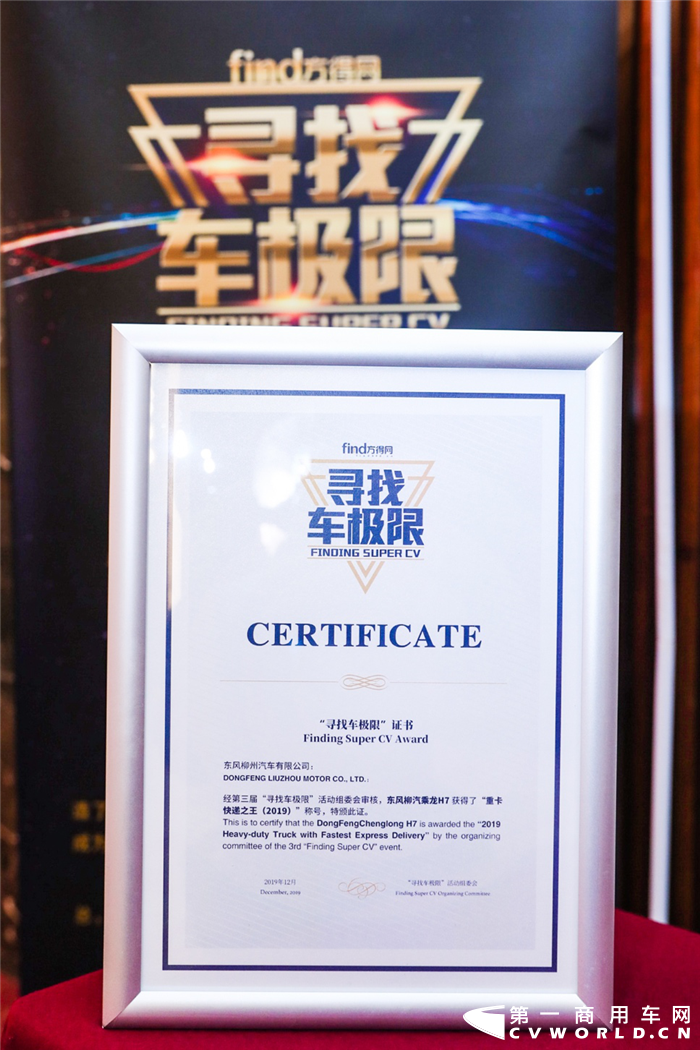 find方得网
寻找
车极限
FINDING SUPER CV
find方得网
寻找
车极限
FINDING SUPER CV
CERTIFICATE
“寻找车极限”证书
Finding Super CV Award
东风柳州汽车有限公司：
DONGFENG LIUZHOU MOTOR CO., LTD.:
经第三届“寻找车极限”活动组委会审核，东风柳汽乘龙H7 获得了“重卡
快递之王（2019）”称号，特颁此证。
This is to certify that the DongFengChenglong H7 is awarded the “2019
Heavy-duty Truck with Fastest Express Delivery” by the organizing
committee of the 3rd “Finding Super CV” event.
2019年12月
December, 2019
“寻找车极限”活动组委会
Finding Super CV Organizing Committee
第一商用车网
CVWORLD.CN